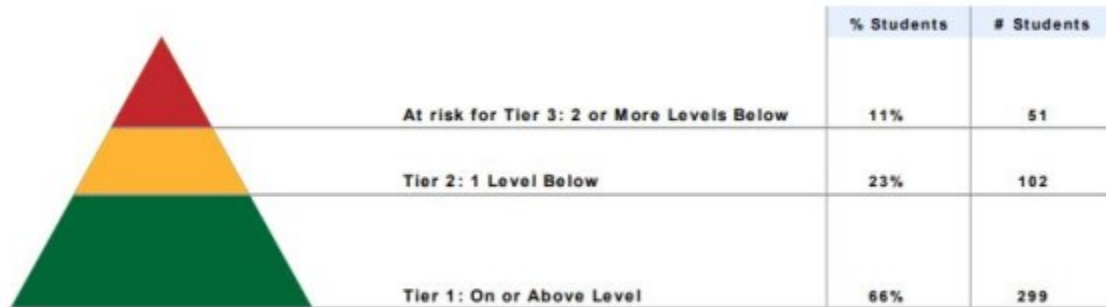 % Students # Students
At risk for Tier 3: 2 or More Levels Below 11% 51
Tier 2: 1 Level Below 23% 102
Tier 1: On or Above Level 66% 299